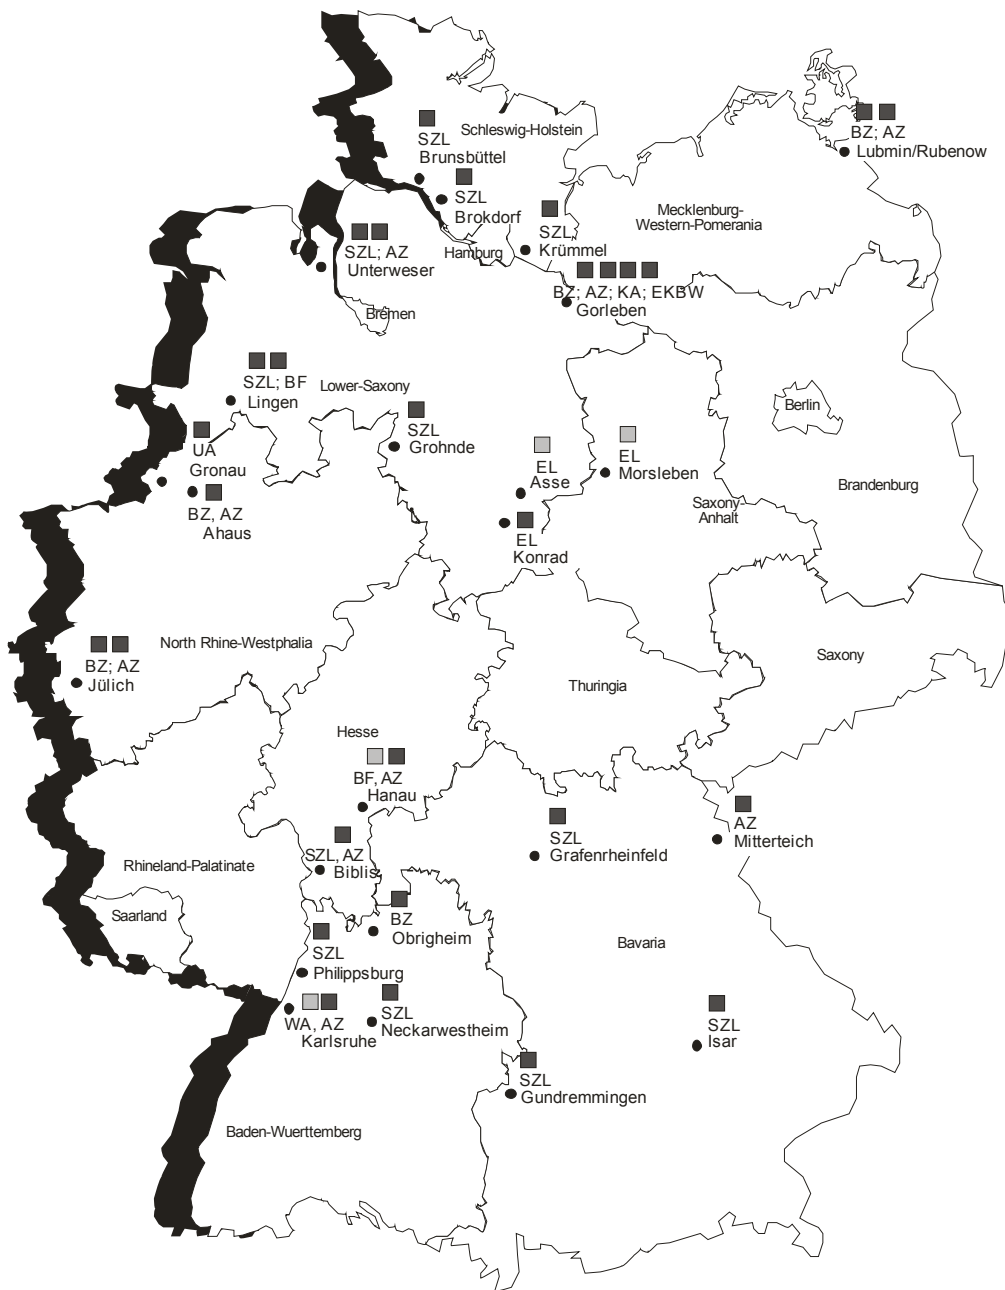 SZL
Brunsbüttel
Schleswig-Holstein
BZ; AZ
Lubmin/Rubenow
SZL
Brokdorf
Mecklenburg-
Western-Pomerania
SZL
Krümmel
SZL; AZ
Unterweser
Hamburg
BZ; AZ; KA; EKBW
Gorleben
Bremen
SZL; BF
Lingen
Lower-Saxony
Berlin
SZL
Grohnde
UA
Gronau
EL
Asse
EL
Morsleben
Brandenburg
BZ, AZ
Ahaus
Saxony-
Anhalt
EL
Konrad
North Rhine-Westphalia
BZ; AZ
Jülich
Saxony
Thuringia
Hesse
BF, AZ
Hanau
AZ
Mitterteich
SZL
Grafenrheinfeld
SZL, AZ
Biblis
Rhineland-Palatinate
Saarland
BZ
Obrigheim
Bavaria
SZL
Philippsburg
WA, AZ
Karlsruhe
SZL
Neckarwestheim
SZL
Isar
SZL
Gundremmingen
Baden-Wuerttemberg